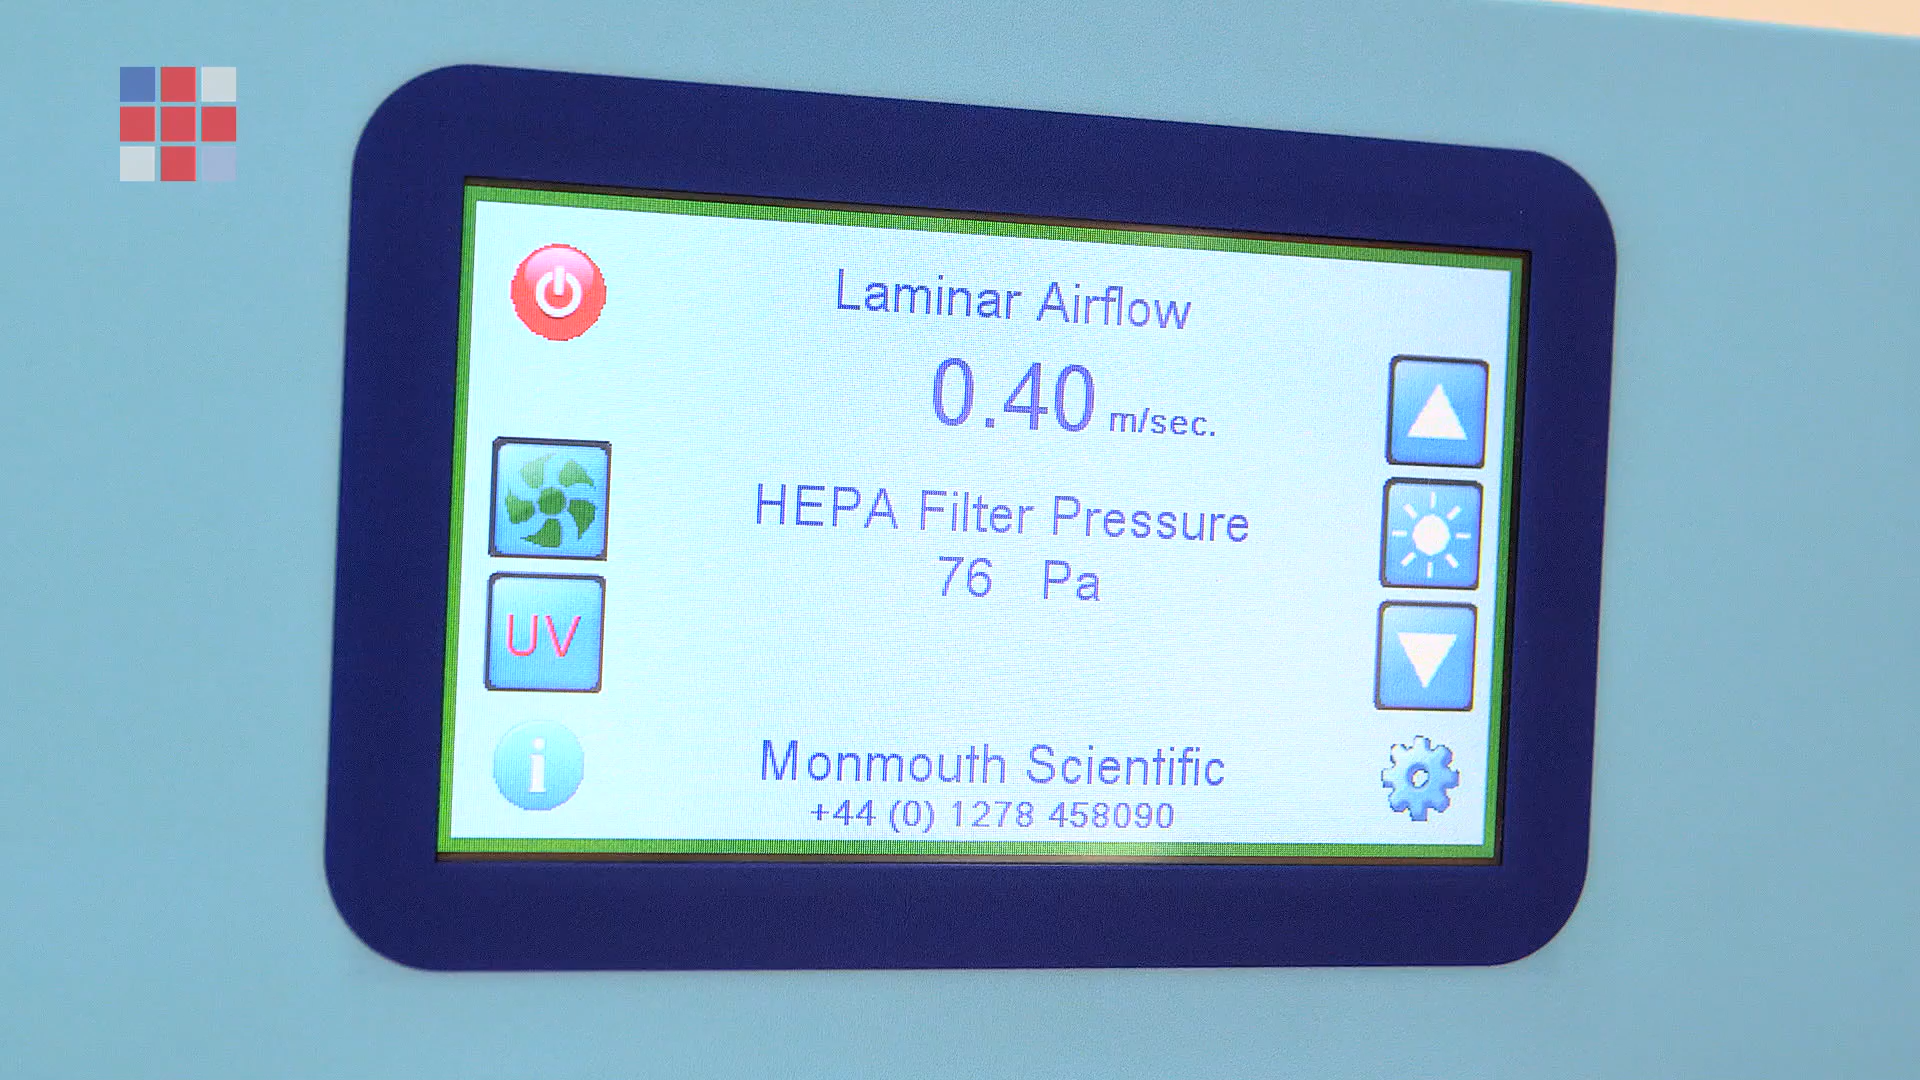 Laminar Airflow
0.40 m/sec.
HEPA Filter Pressure
76 Pa
UV
i
Monmouth Scientific
+44 (0) 1278 458090